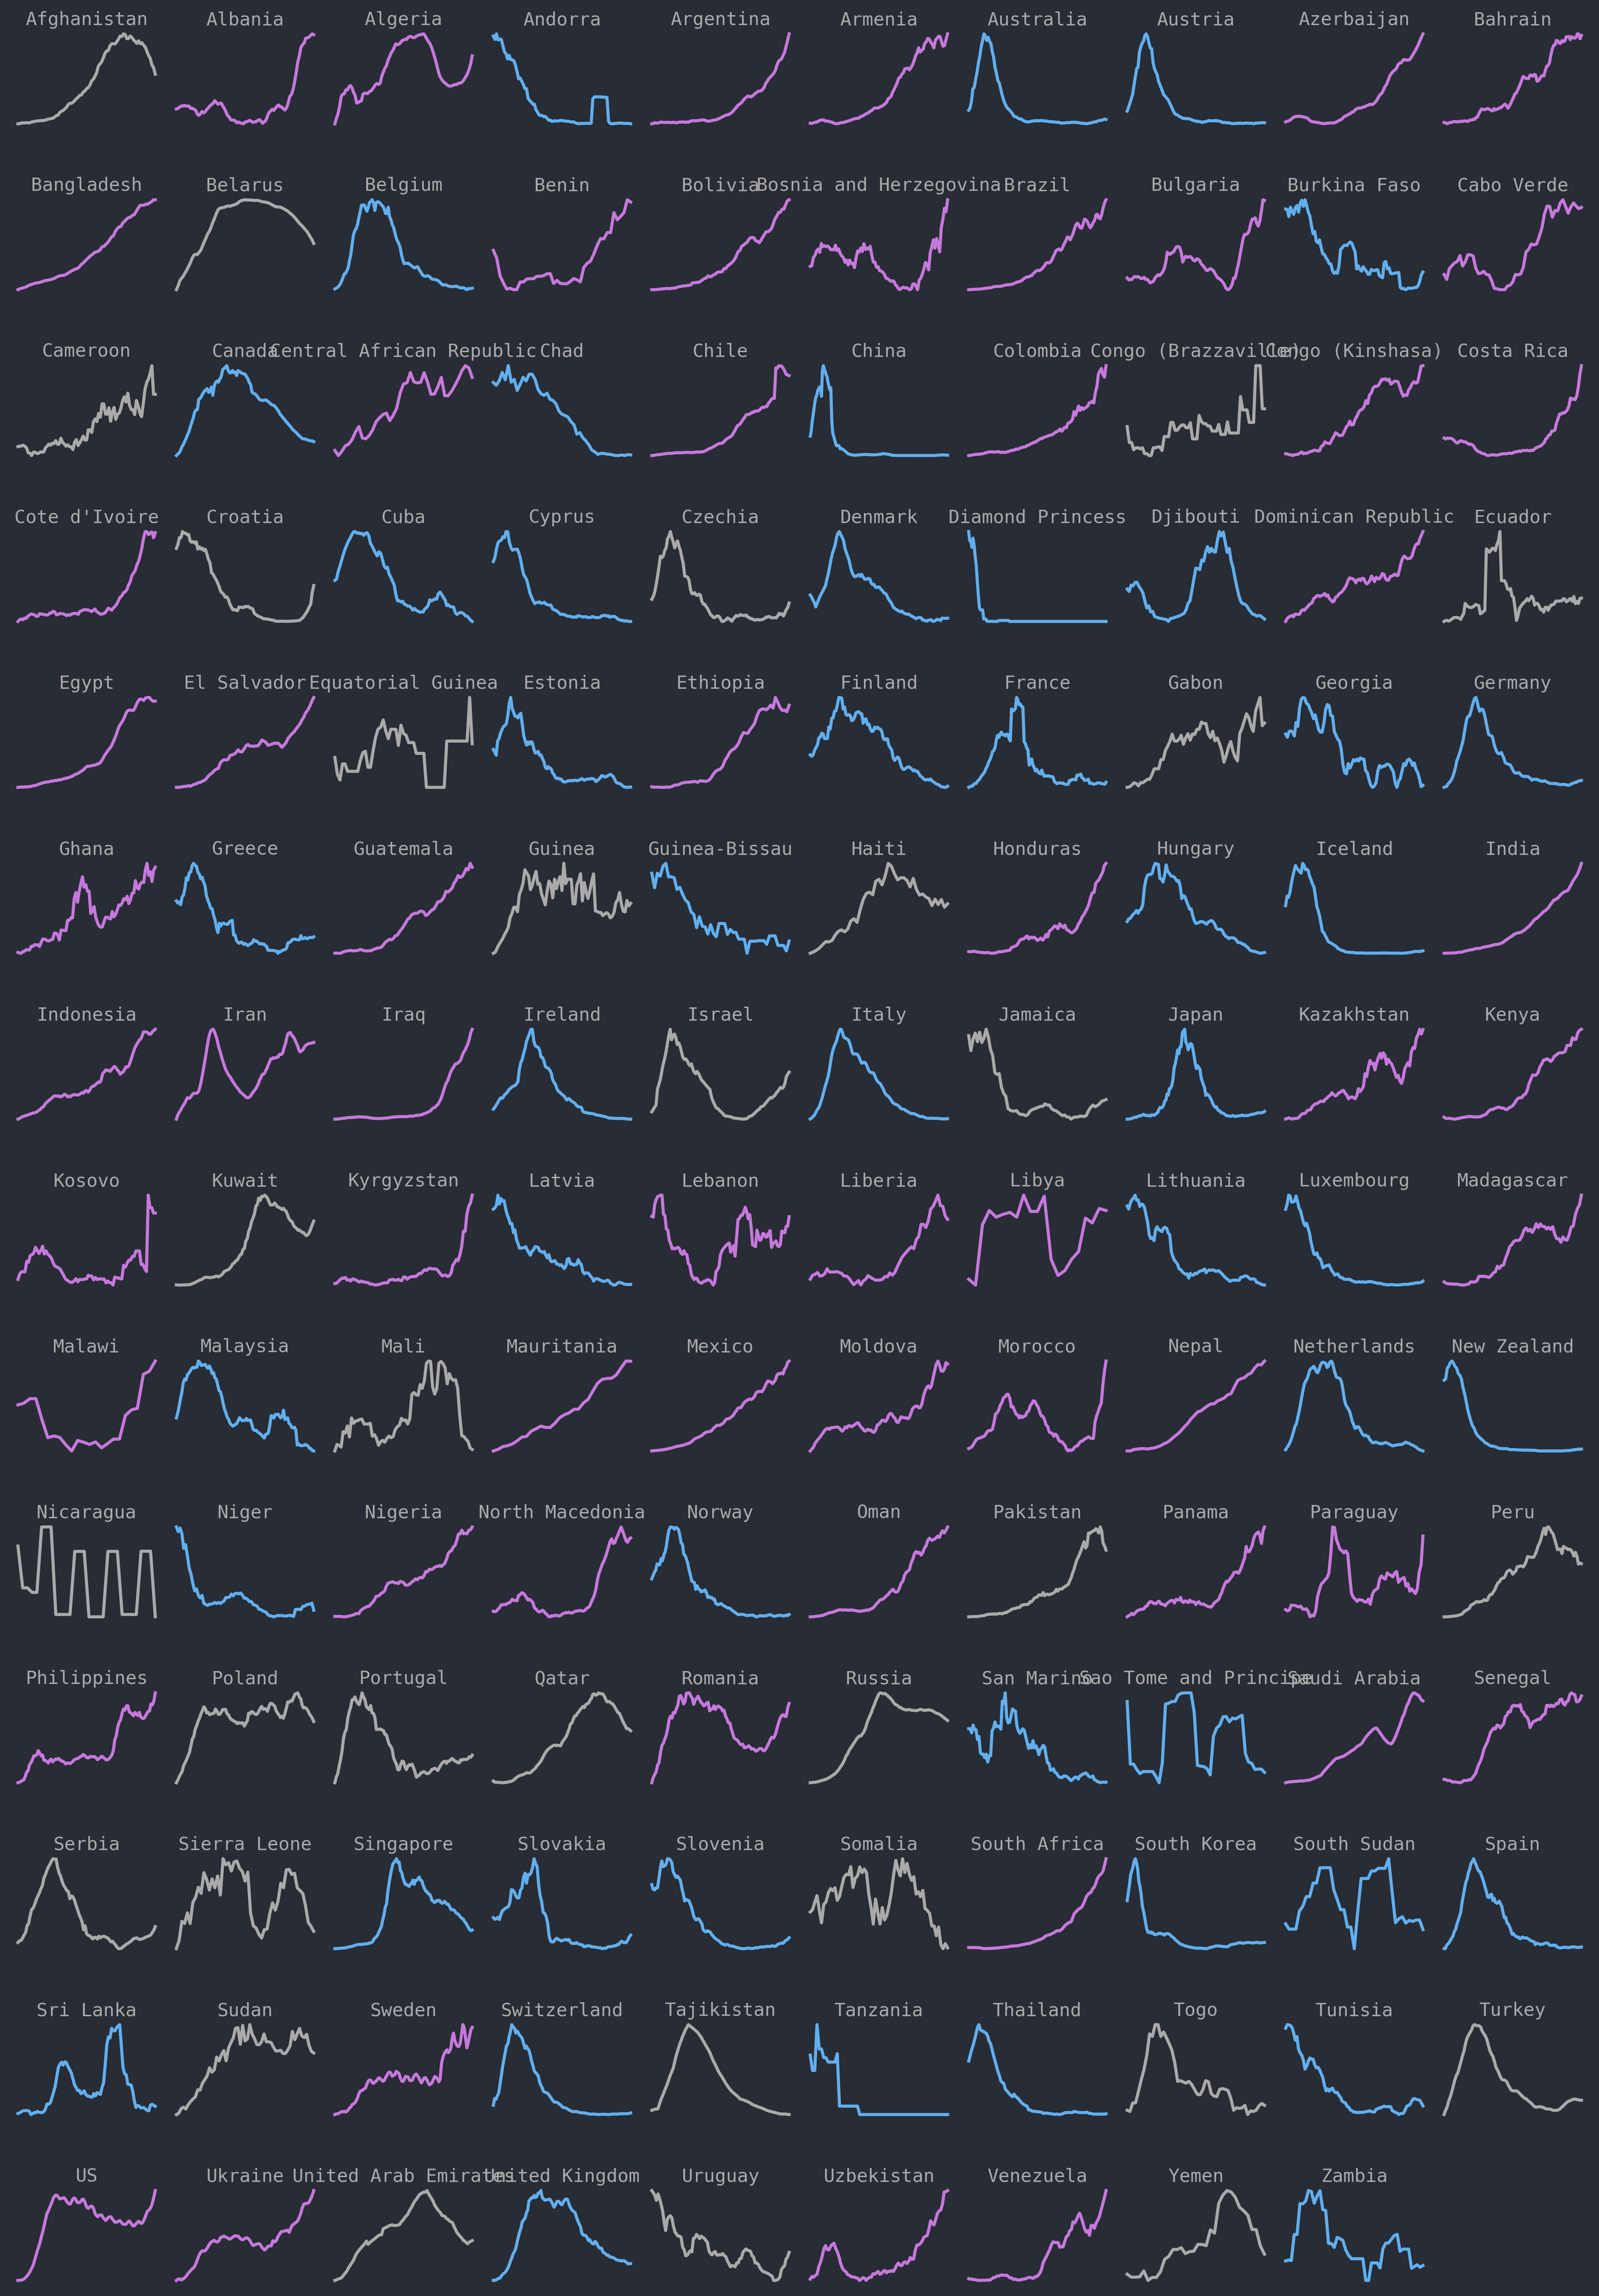 Afghanistan Albania Algeria Andorra Argentina Armenia Australia Austria Azerbaijan Bahrain
Bangladesh Belarus Belgium Benin Bolivia Bosnia and Herzegovina Brazil Bulgaria Burkina Faso Cabo Verde
Cameroon Canada Central African Republic Chad Chile China Colombia Congo (Brazzaville) Congo (Kinshasa) Costa Rica
Cote d'Ivoire Croatia Cuba Cyprus Czechia Denmark Diamond Princess Djibouti Dominican Republic Ecuador
Egypt El Salvador Equatorial Guinea Estonia Ethiopia Finland France Gabon Georgia Germany
Ghana Greece Guatemala Guinea Guinea-Bissau Haiti Honduras Hungary Iceland India
Indonesia Iran Iraq Ireland Israel Italy Jamaica Japan Kazakhstan Kenya
Kosovo Kuwait Kyrgyzstan Latvia Lebanon Liberia Libya Lithuania Luxembourg Madagascar
Malawi Malaysia Mali Mauritania Mexico Moldova Morocco Nepal Netherlands New Zealand
Nicaragua Niger Nigeria North Macedonia Norway Oman Pakistan Panama Paraguay Peru
Philippines Poland Portugal Qatar Romania Russia San Marino Sao Tome and Principe Saudi Arabia Senegal
Serbia Sierra Leone Singapore Slovakia Slovenia Somalia South Africa South Korea South Sudan Spain
Sri Lanka Sudan Sweden Switzerland Tajikistan Tanzania Thailand Togo Tunisia Turkey
US Ukraine United Arab Emirates United Kingdom Uruguay Uzbekistan Venezuela Yemen Zambia